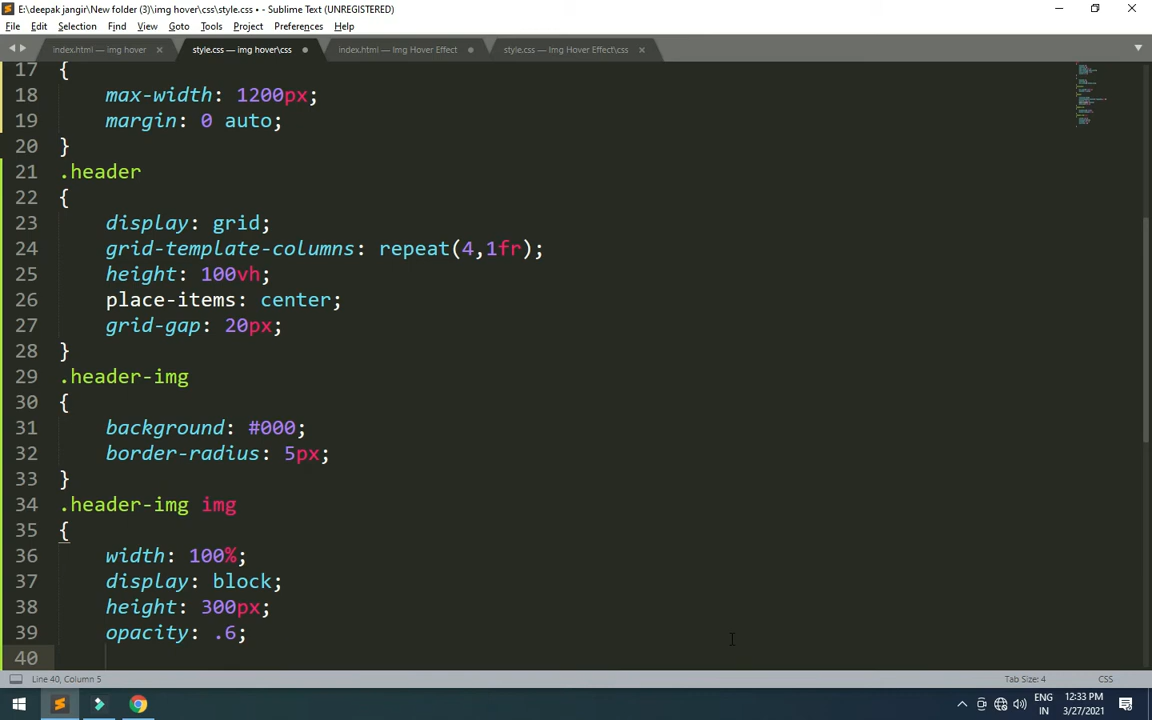 E:\deepak jangir\New folder (3)\img hover\css\style.css • - Sublime Text (UNREGISTERED)
File Edit Selection Find View Goto Tools Project Preferences Help
index.html — img hover style.css — img hover\css index.html — Img Hover Effect style.css — Img Hover Effect\css
17 {
18 max-width: 1200px;
19 margin: 0 auto;
20 }
21 .header
22 {
23 display: grid;
24 grid-template-columns: repeat(4,1fr);
25 height: 100vh;
26 place-items: center;
27 grid-gap: 20px;
28 }
29 .header-img
30 {
31 background: #000;
32 border-radius: 5px;
33 }
34 .header-img img
35 {
36 width: 100%;
37 display: block;
38 height: 300px;
39 opacity: .6;
40
Line 40, Column 5 Tab Size: 4 CSS
ENG 12:33 PM
IN 3/27/2021